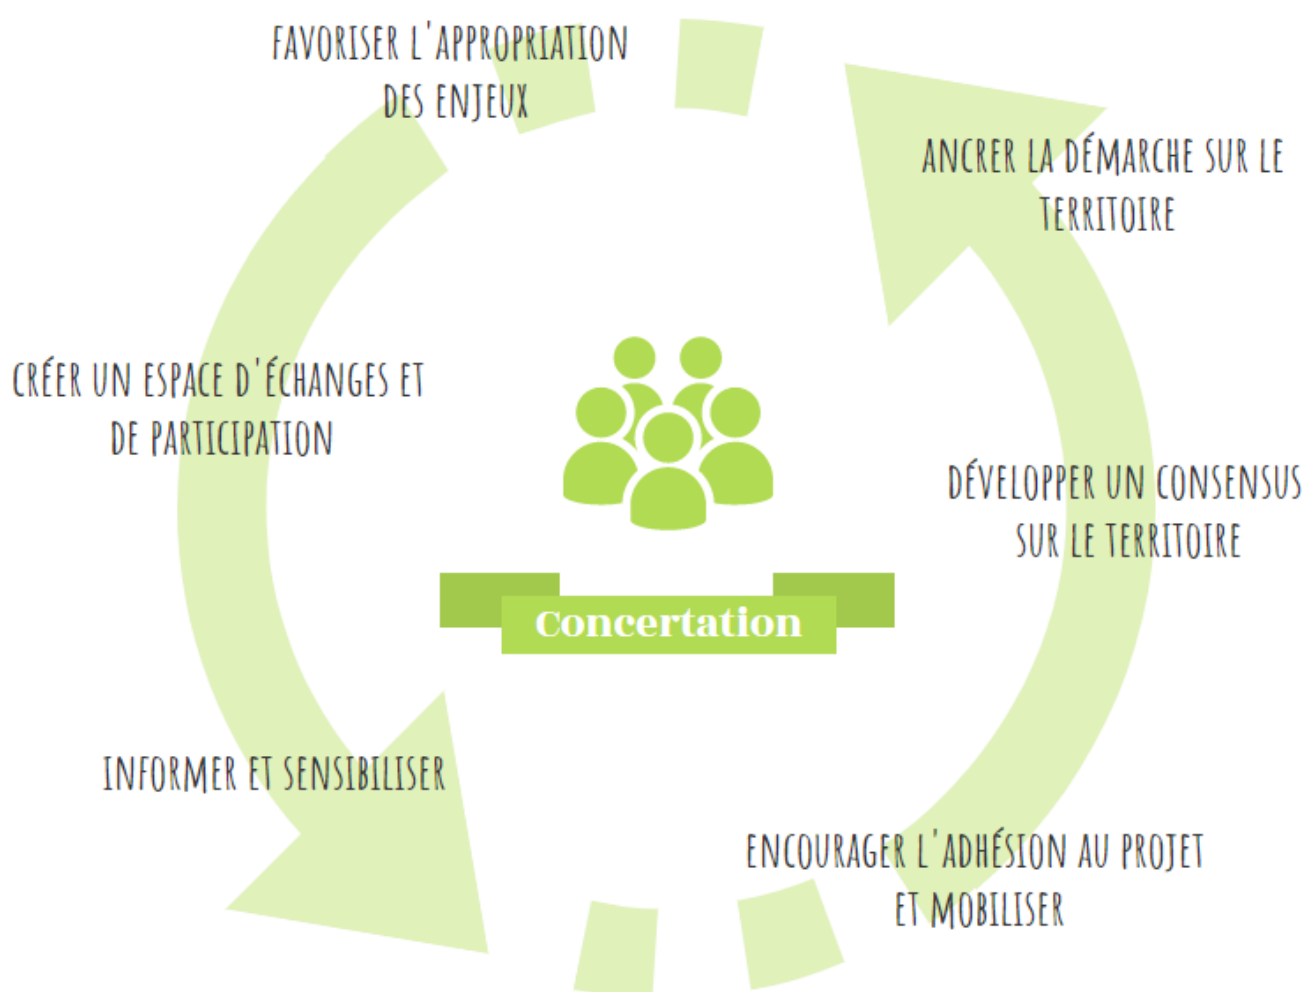 FAVORISER L'APPROPRIATION
DES ENJEUX
ANCRER LA DÉMARCHE SUR LE
TERRITOIRE
CRÉER UN ESPACE D'ÉCHANGES ET
DE PARTICIPATION
DÉVELOPPER UN CONSENSUS
SUR LE TERRITOIRE
Concertation
INFORMER ET SENSIBILISER
ENCOURAGER L'ADHÉSION AU PROJET
ET MOBILISER